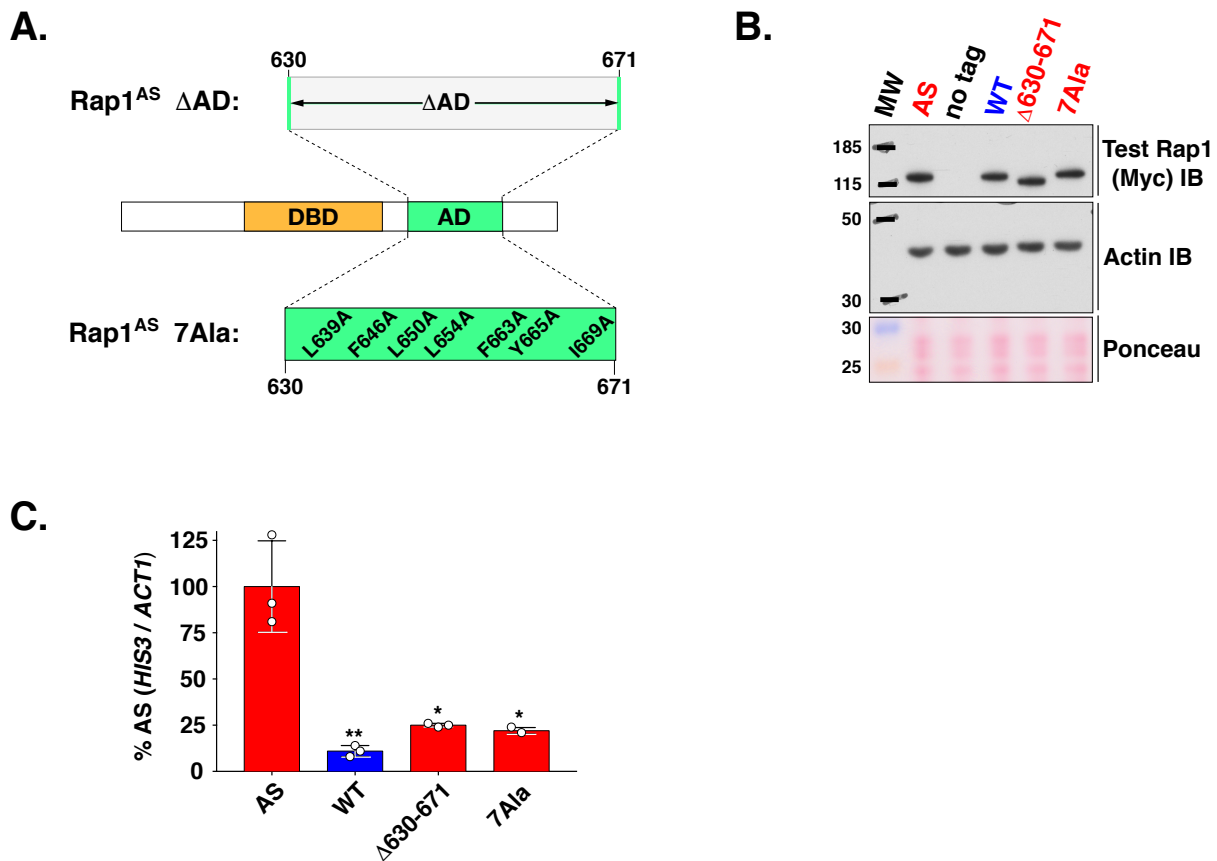 A.
630 671
Rap1AS ΔAD: ΔAD
DBD AD
Rap1AS 7Ala: L639A F646A L650A L654A F663A Y665A I669A
630 671
B.
MW AS no tag WT Δ630-671 7Ala
185
115
Test Rap1
(Myc) IB
50
30
Actin IB
30
25
Ponceau
C.
% AS (HIS3 / ACT1)
125
100
75
50
25
0
** * *
AS WT Δ630-671 7Ala